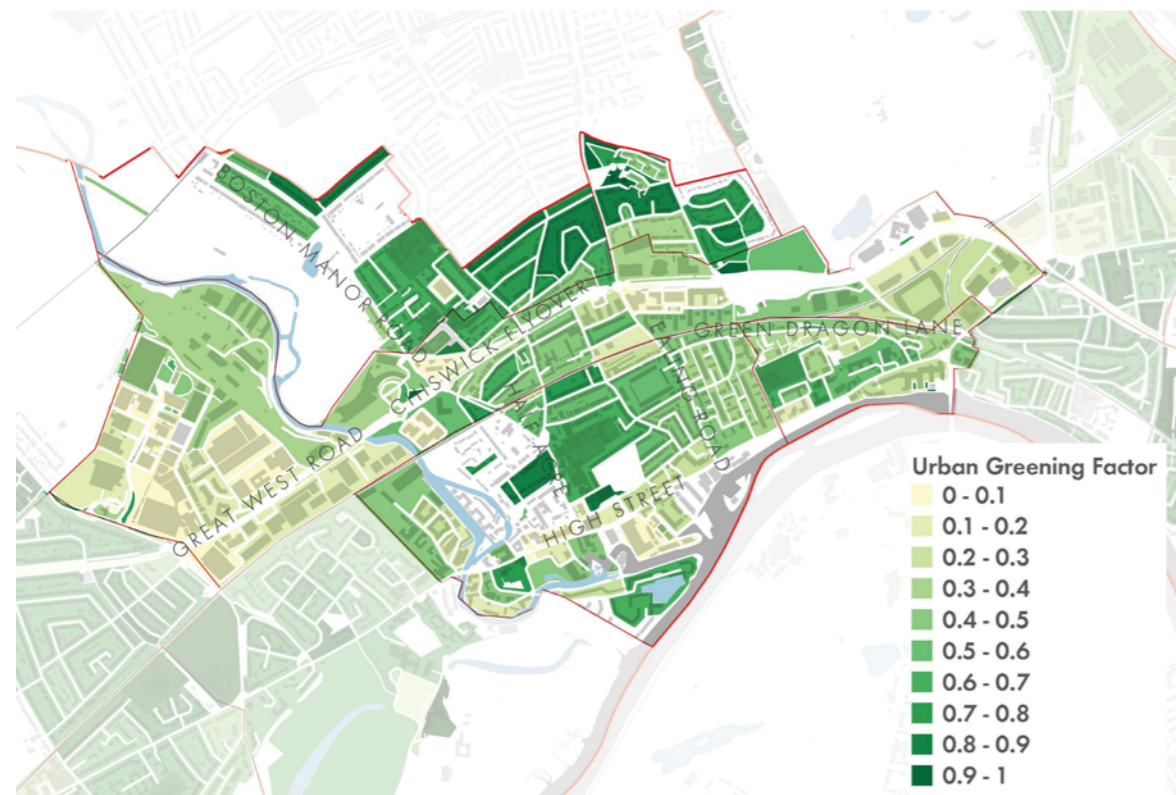 BOSTON MANOR ROAD
CHISWICK FLYOVER
GREEN DRAGON LANE
EALING ROAD
HALF ACRE
GREAT WEST ROAD
HIGH STREET
Urban Greening Factor
0 - 0.1
0.1 - 0.2
0.2 - 0.3
0.3 - 0.4
0.4 - 0.5
0.5 - 0.6
0.6 - 0.7
0.7 - 0.8
0.8 - 0.9
0.9 - 1